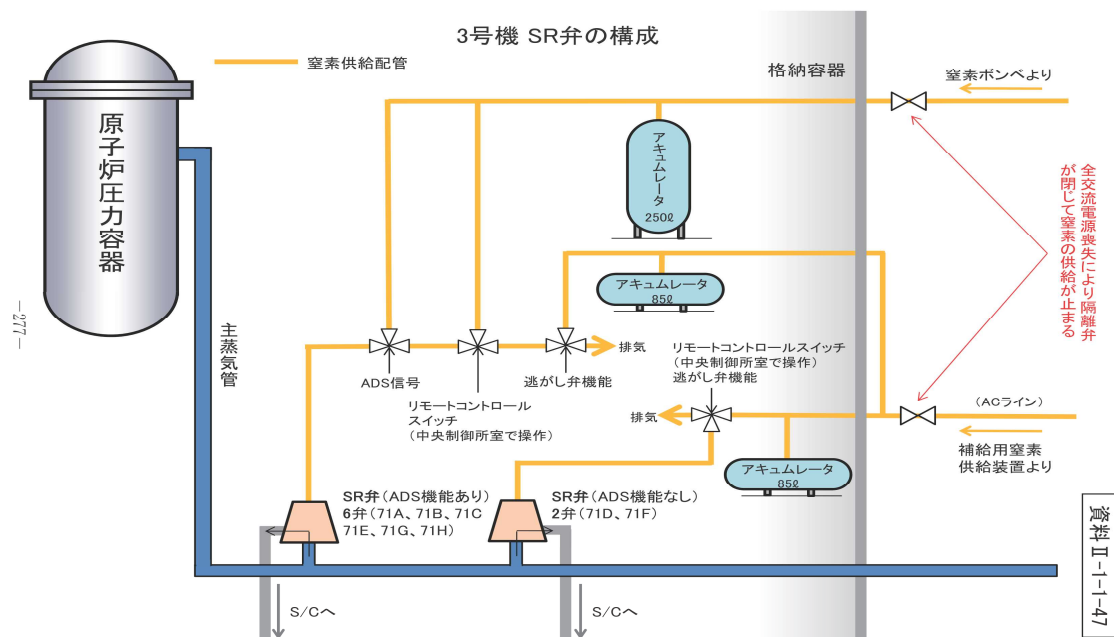 3号機 SR弁の構成
窒素供給配管
格納容器
窒素ボンベより
原子炉圧力容器
アキュムレータ
250ℓ
全交流電源喪失により隔離弁
が閉じて窒素の供給が止まる
アキュムレータ
85ℓ
主蒸気管
ADS信号
リモートコントロール
スイッチ
(中央制御所室で操作)
逃がし弁機能
排気
リモートコントロールスイッチ
(中央制御所室で操作)
逃がし弁機能
排気
(ACライン)
補給用窒素
供給装置より
アキュムレータ
85ℓ
SR弁(ADS機能あり)
6弁(71A、71B、71C
71E、71G、71H)
SR弁(ADS機能なし)
2弁(71D、71F)
S/Cへ
S/Cへ
資料Ⅱ-1-1-47
―277―